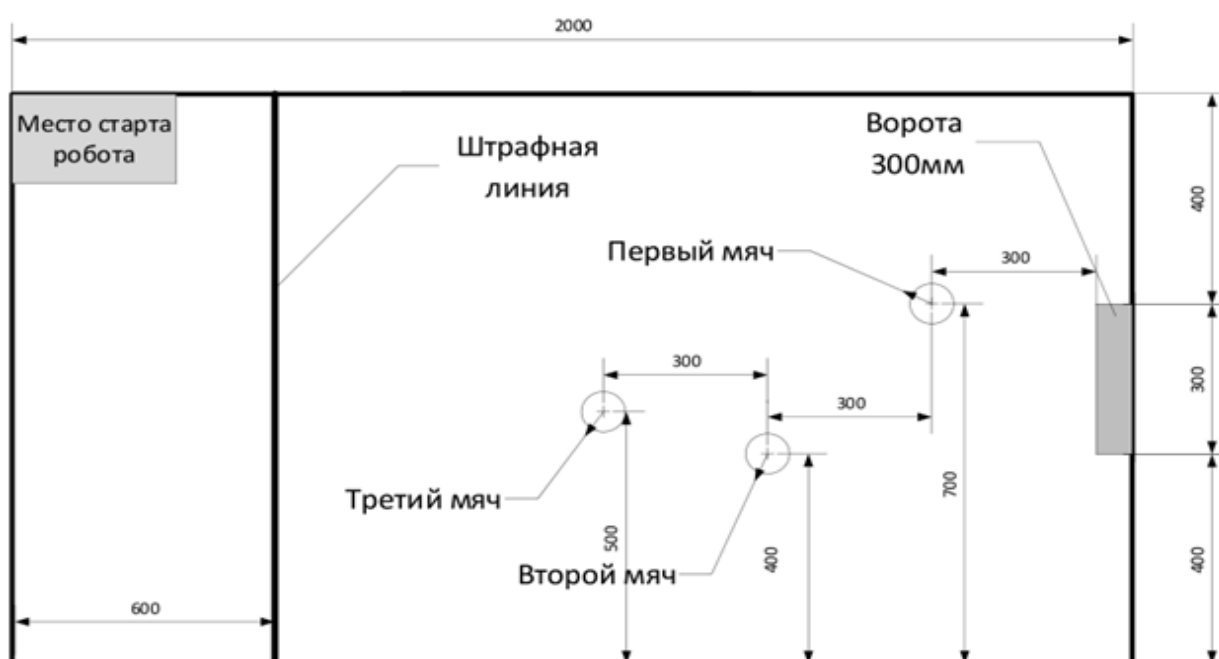 2000
Место старта
робота
Штрафная
линия
Ворота
300мм
400
Первый мяч
300
300
300
300
Третий мяч
700
500
400
400
Второй мяч
600